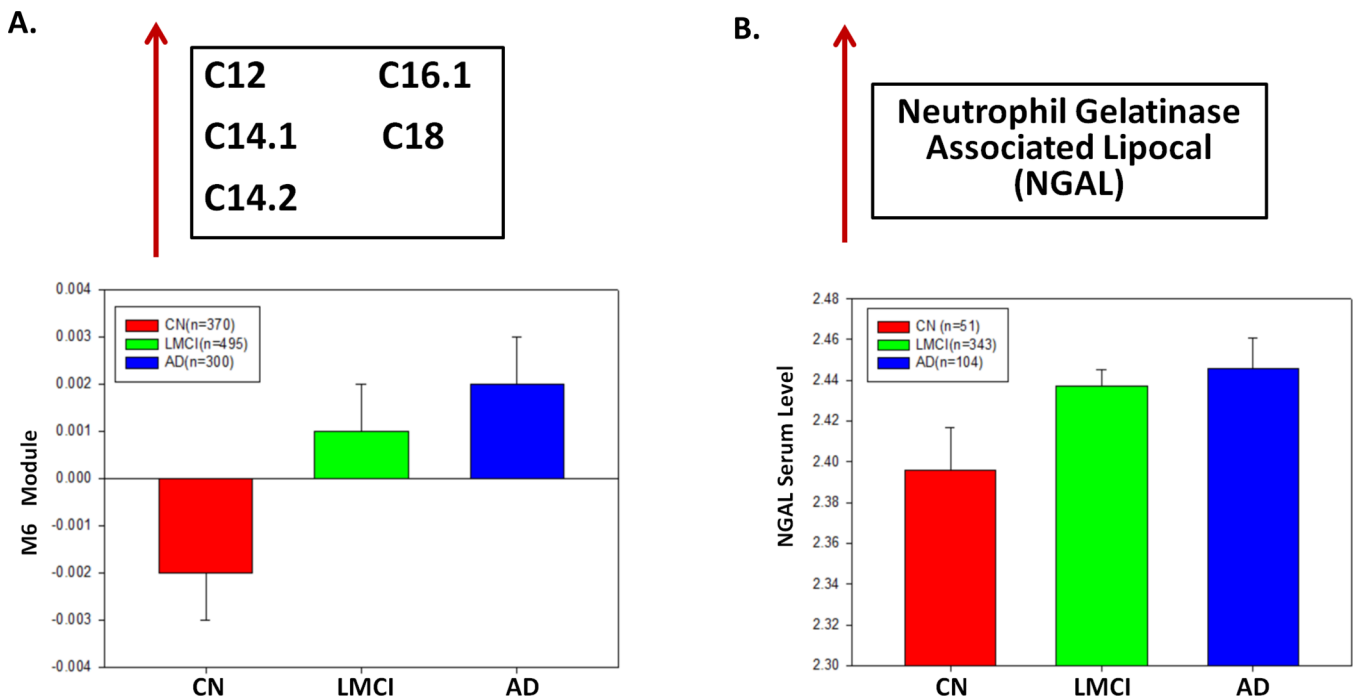 A.
C12 C16.1
C14.1 C18
C14.2
0.004
0.003
0.002
0.001
0.000
-0.001
-0.002
-0.003
-0.004
M6 Module
CN(n=370)
LMCI(n=495)
AD(n=300)
CN LMCI AD
B.
Neutrophil Gelatinase
Associated Lipocal
(NGAL)
2.48
2.46
2.44
2.42
2.40
2.38
2.36
2.34
2.32
2.30
NGAL Serum Level
CN (n=51)
LMCI(n=343)
AD(n=104)
CN LMCI AD